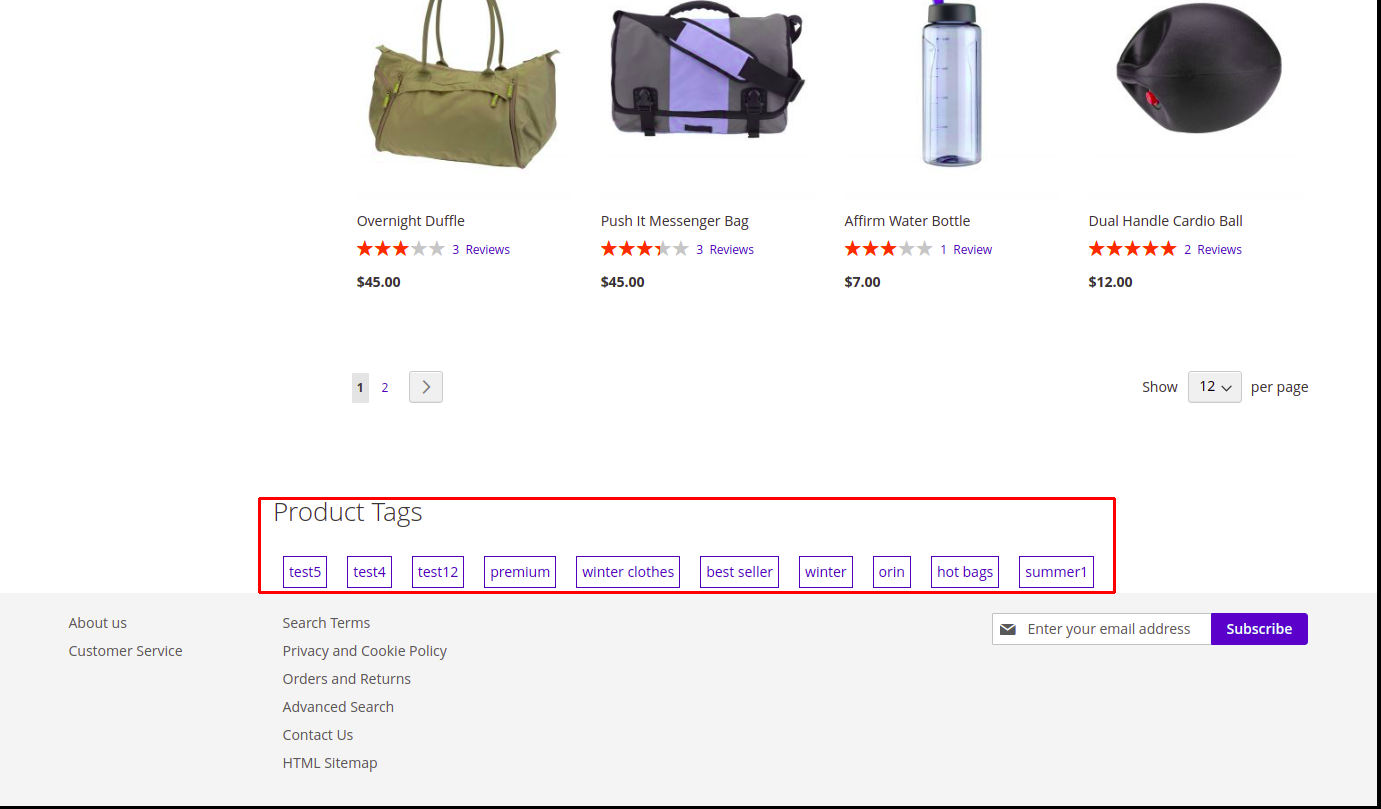 Overnight Duffle
3 Reviews
$45.00
Push It Messenger Bag
3 Reviews
$45.00
Affirm Water Bottle
1 Review
$7.00
Dual Handle Cardio Ball
2 Reviews
$12.00
1 2
Show 12 per page
Product Tags
test5 test4 test12 premium winter clothes best seller winter orin hot bags summer1
About us
Customer Service
Search Terms
Privacy and Cookie Policy
Orders and Returns
Advanced Search
Contact Us
HTML Sitemap
Enter your email address Subscribe